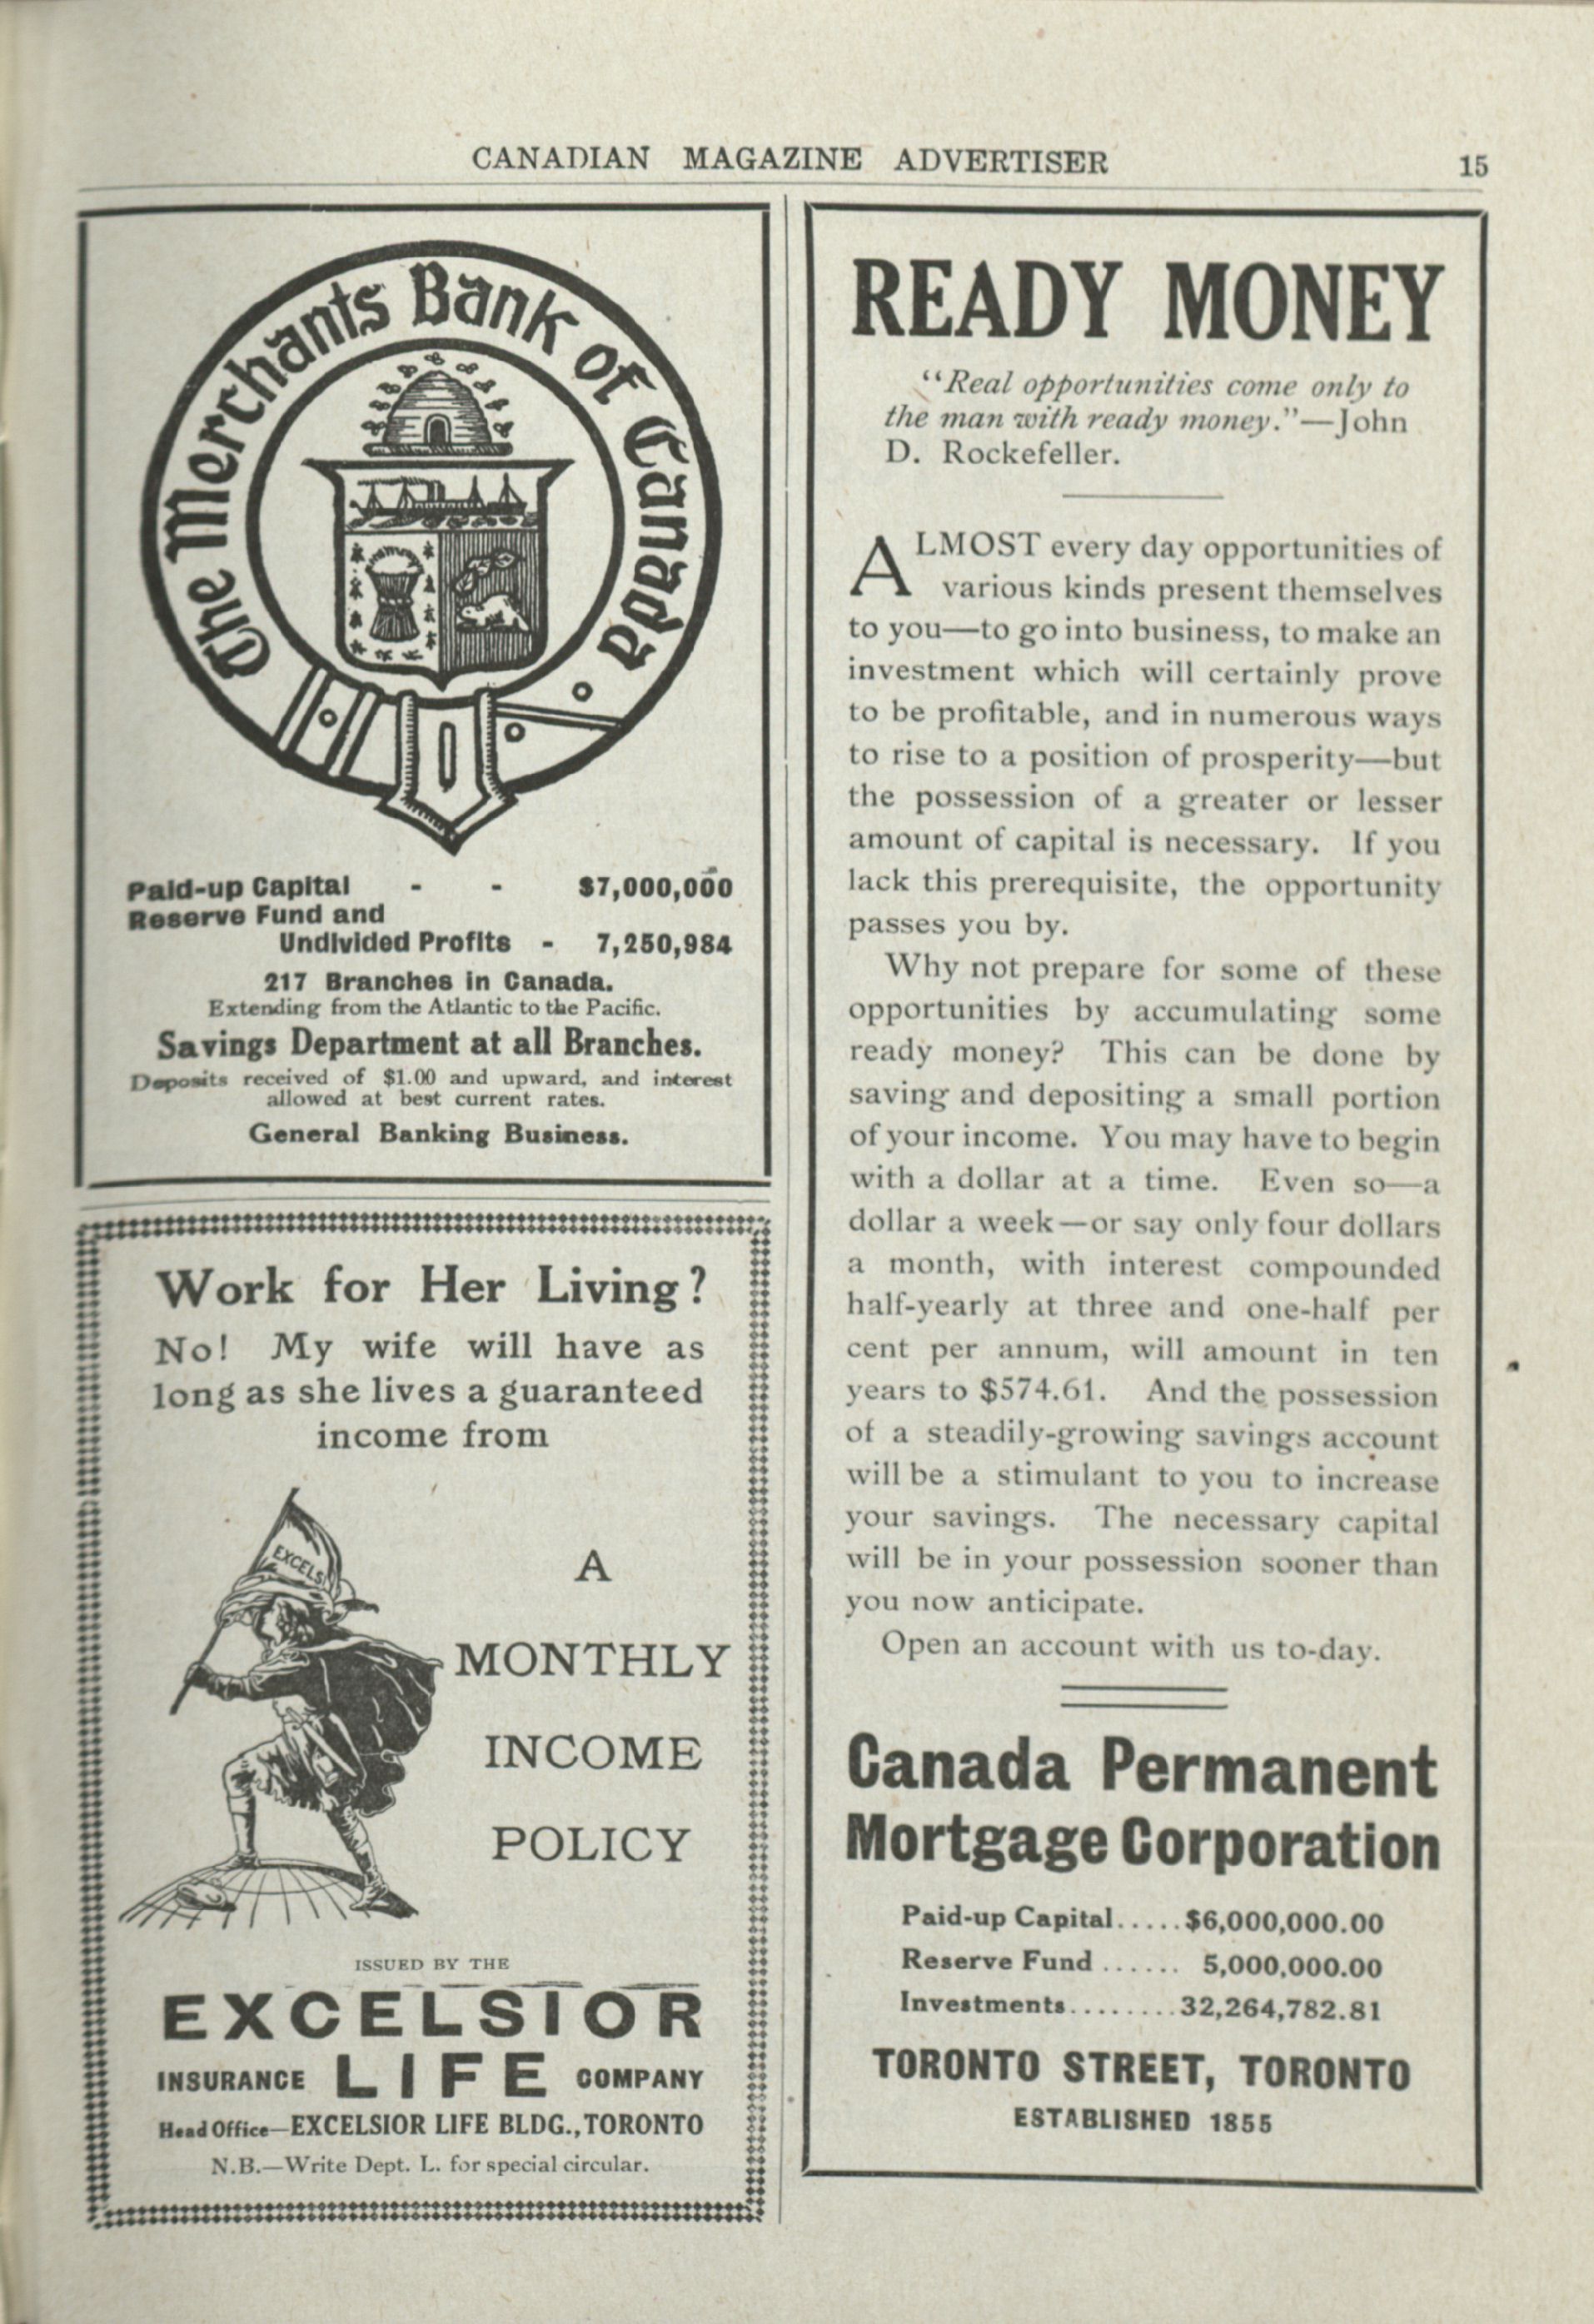 CANADIAN MAGAZINE ADVERTISER 15
The Merchants Bank of Canada
Paid-up Capital - - $7,000,000
Reserve Fund and
Undivided Profits - 7,250,984
217 Branches in Canada.
Extending from the Atlantic to the Pacific.
Savings Department at all Branches.
Deposits received of $1.00 and upward, and interest
allowed at best current rates.
General Banking Business.
Work for Her Living?
No! My wife will have as
long as she lives a guaranteed
income from
EXCELS
A
MONTHLY
INCOME
POLICY
ISSUED BY THE
EXCELSIOR
INSURANCE LIFE COMPANY
Head Office—EXCELSIOR LIFE BLDG., TORONTO
N.B.—Write Dept. L. for special circular.
READY MONEY
"Real opportunities come only to
the man with ready money."—John
D. Rockefeller.
ALMOST every day opportunities of
various kinds present themselves
to you—to go into business, to make an
investment which will certainly prove
to be profitable, and in numerous ways
to rise to a position of prosperity—but
the possession of a greater or lesser
amount of capital is necessary. If you
lack this prerequisite, the opportunity
passes you by.
Why not prepare for some of these
opportunities by accumulating some
ready money? This can be done by
saving and depositing a small portion
of your income. You may have to begin
with a dollar at a time. Even so—a
dollar a week—or say only four dollars
a month, with interest compounded
half-yearly at three and one-half per
cent per annum, will amount in ten
years to $574.61. And the possession
of a steadily-growing savings account
will be a stimulant to you to increase
your savings. The necessary capital
will be in your possession sooner than
you now anticipate.
Open an account with us to-day.
Canada Permanent
Mortgage Corporation
Paid-up Capital.....$6,000,000.00
Reserve Fund ...... 5,000,000.00
Investments........32,264,782.81
TORONTO STREET, TORONTO
ESTABLISHED 1855